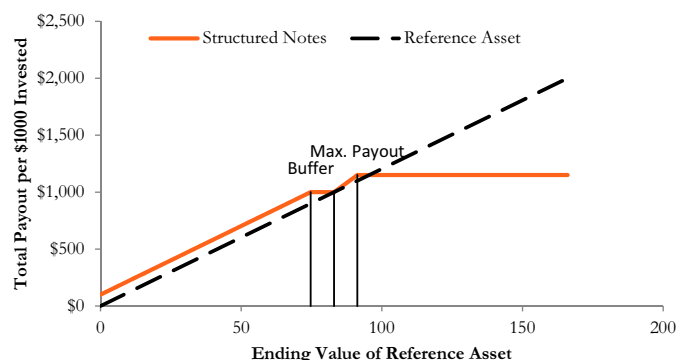 $2,500
Structured Notes Reference Asset
$2,000
$1,500
Max. Payout
Buffer
$1,000
$500
$0
0 50 100 150 200
Ending Value of Reference Asset
Total Payout per $1000 Invested